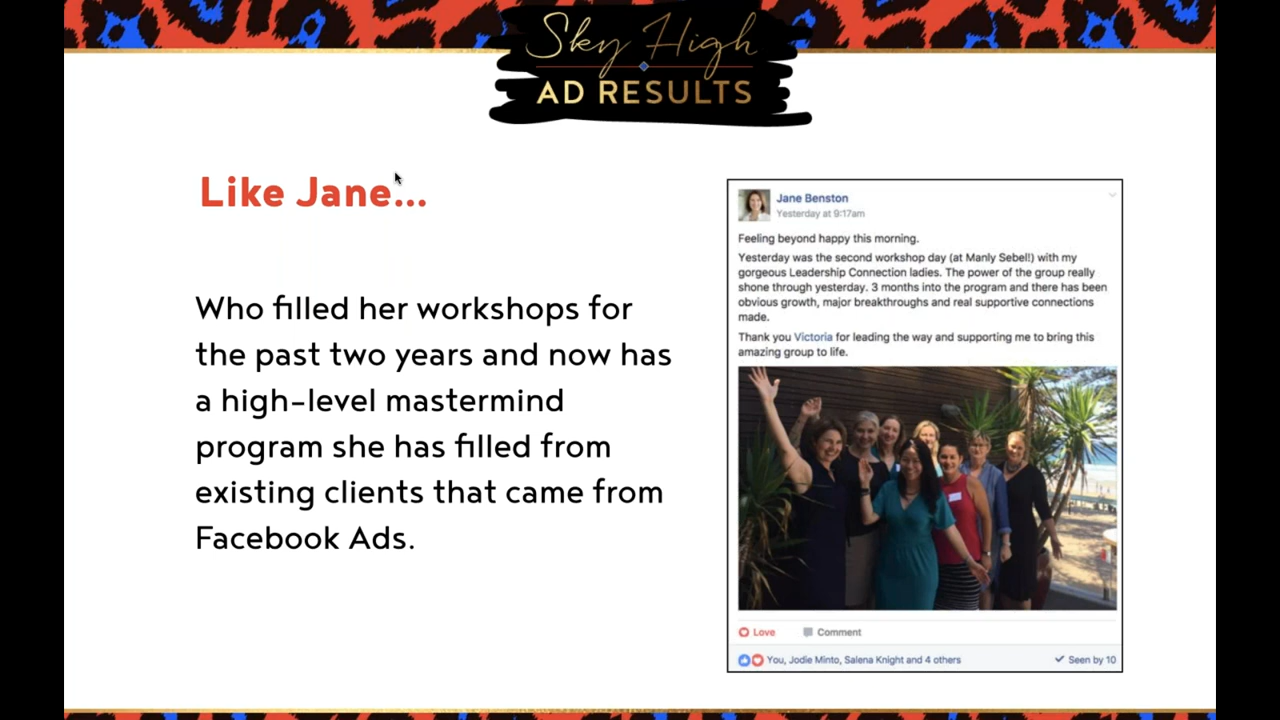 Sky High
AD RESULTS
Like Jane...
Who filled her workshops for
the past two years and now has
a high-level mastermind
program she has filled from
existing clients that came from
Facebook Ads.
Jane Benston
Yesterday at 9:17am
Feeling beyond happy this morning.
Yesterday was the second workshop day (at Manly Sebel!) with my
gorgeous Leadership Connection ladies. The power of the group really
shone through yesterday. 3 months into the program and there has been
obvious growth, major breakthroughs and real supportive connections
made.
Thank you Victoria for leading the way and supporting me to bring this
amazing group to life.
Love Comment
You, Jodie Minto, Salena Knight and 4 others Seen by 10